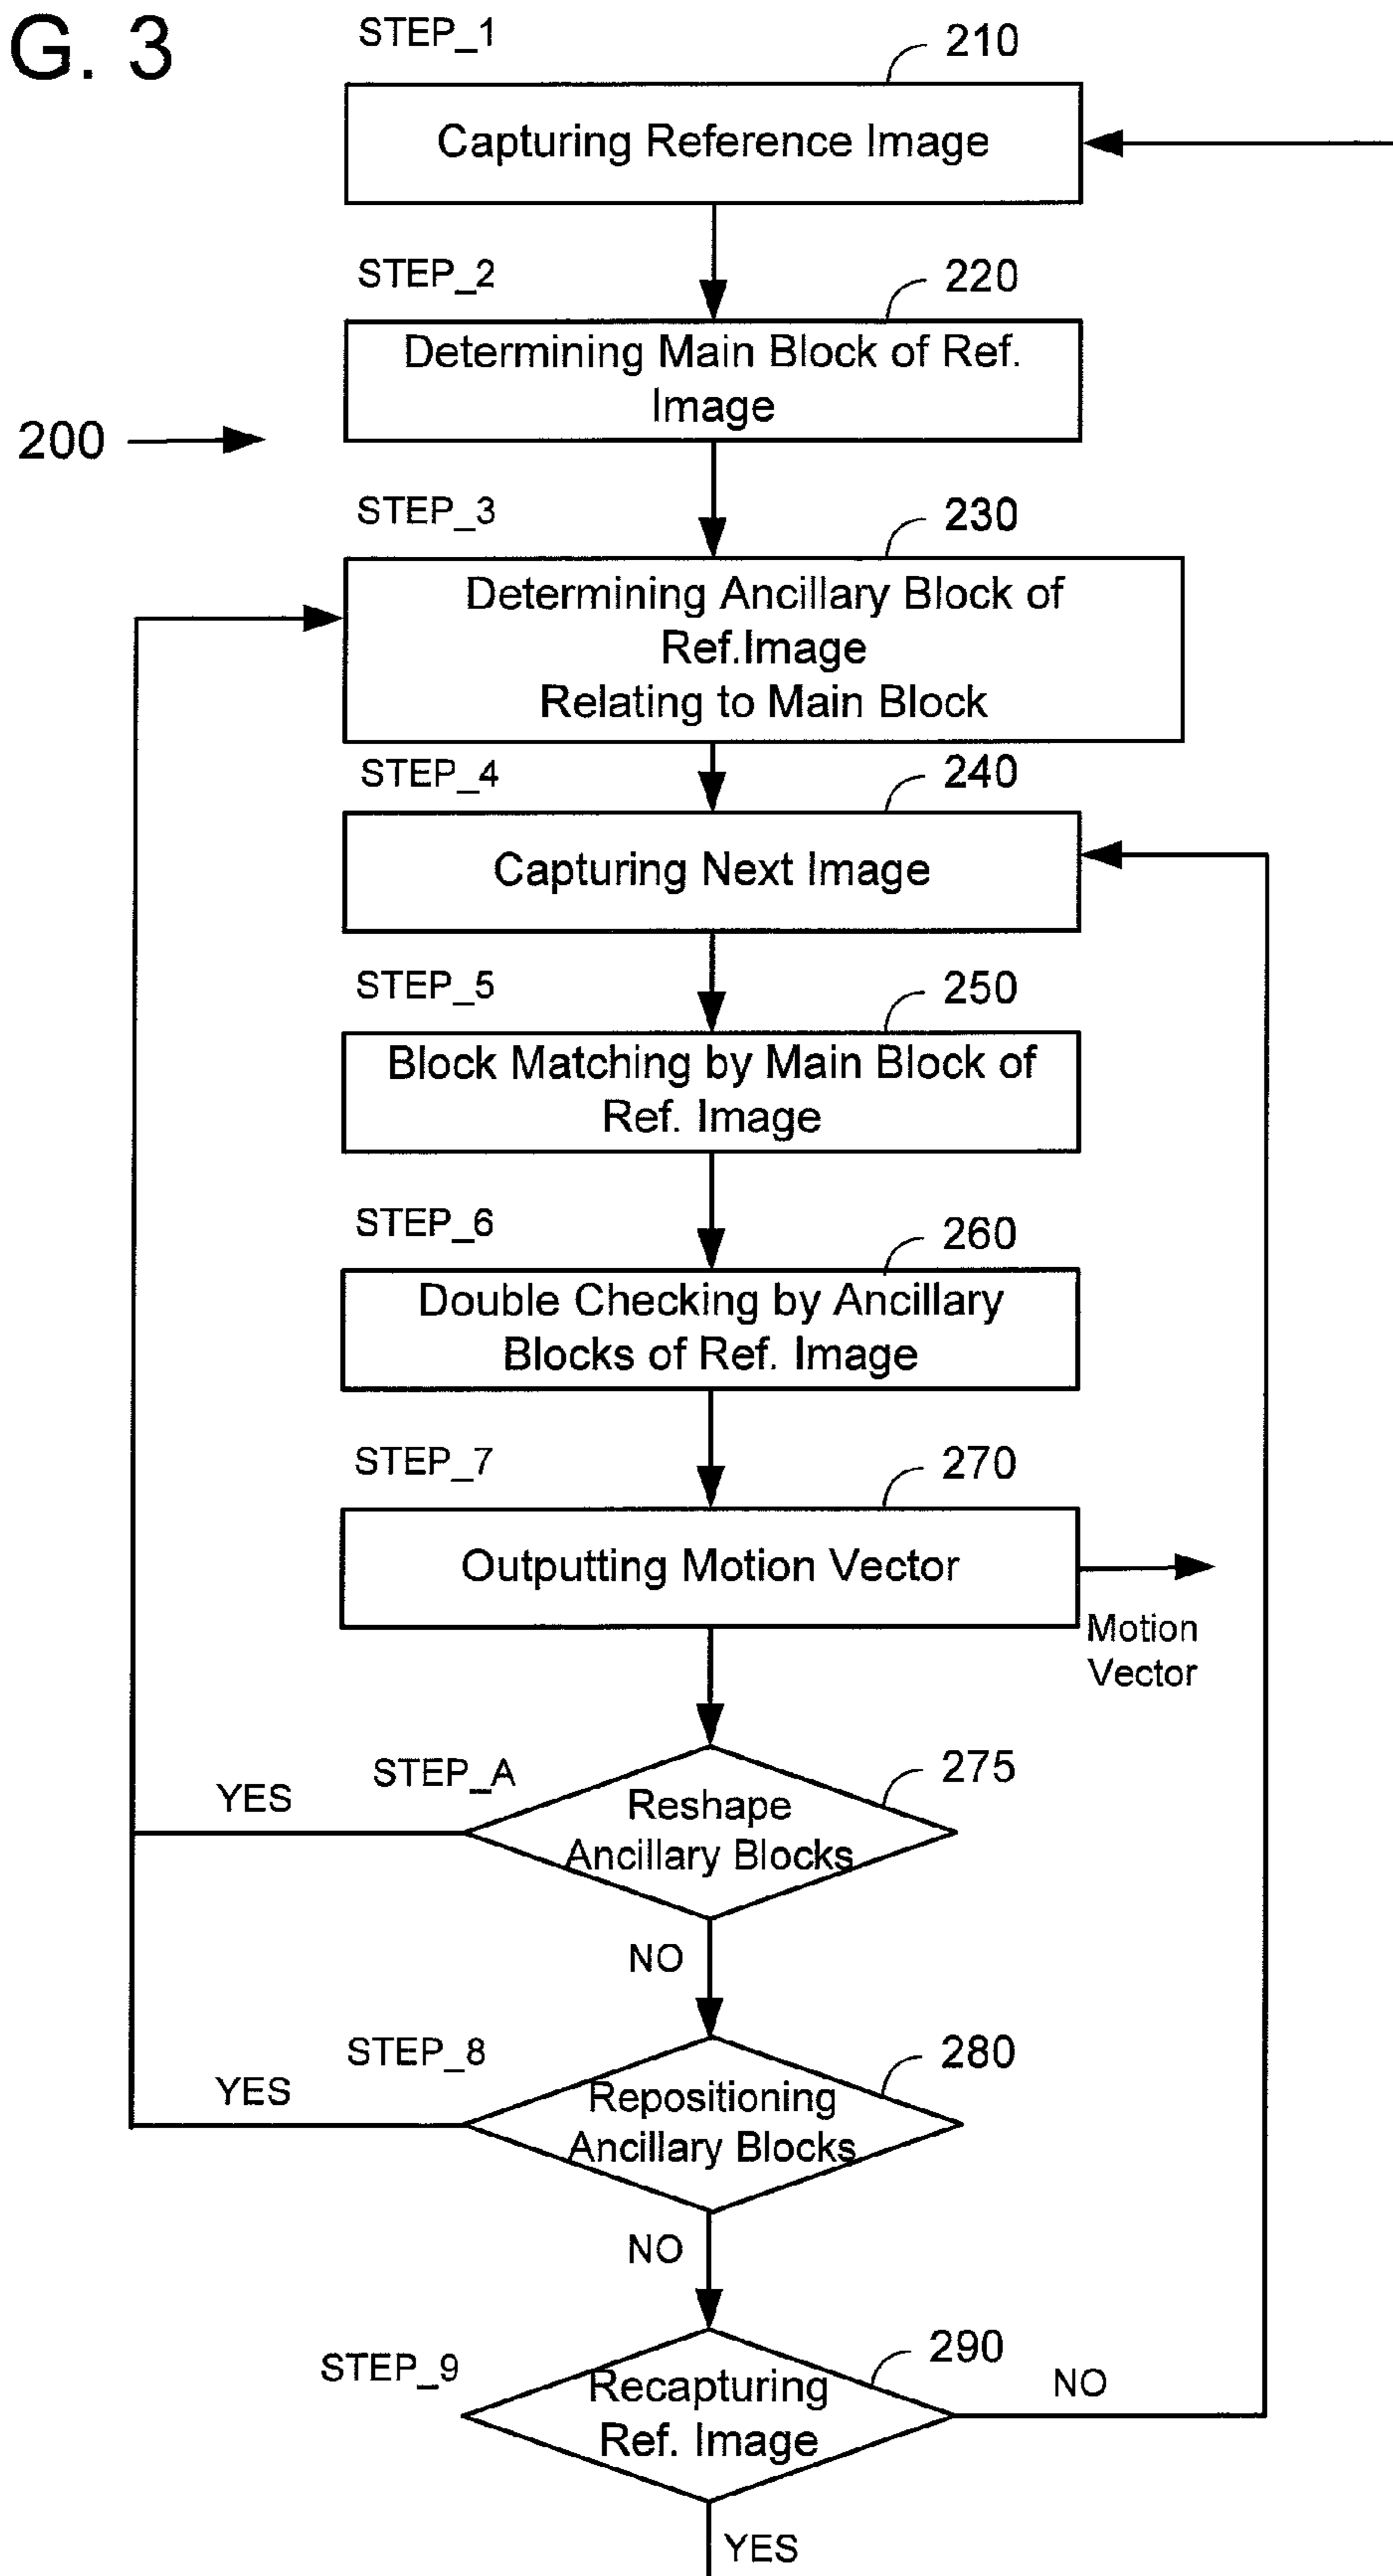 G. 3
STEP_1
210
Capturing Reference Image
STEP_2
220
Determining Main Block of Ref.
Image
200
STEP_3
230
Determining Ancillary Block of
Ref.Image
Relating to Main Block
STEP_4
240
Capturing Next Image
STEP_5
250
Block Matching by Main Block of
Ref. Image
STEP_6
260
Double Checking by Ancillary
Blocks of Ref. Image
STEP_7
270
Outputting Motion Vector
Motion
Vector
STEP_A
275
YES
Reshape
Ancillary Blocks
NO
STEP_8
280
YES
Repositioning
Ancillary Blocks
NO
STEP_9
290
Recapturing
Ref. Image
NO
YES